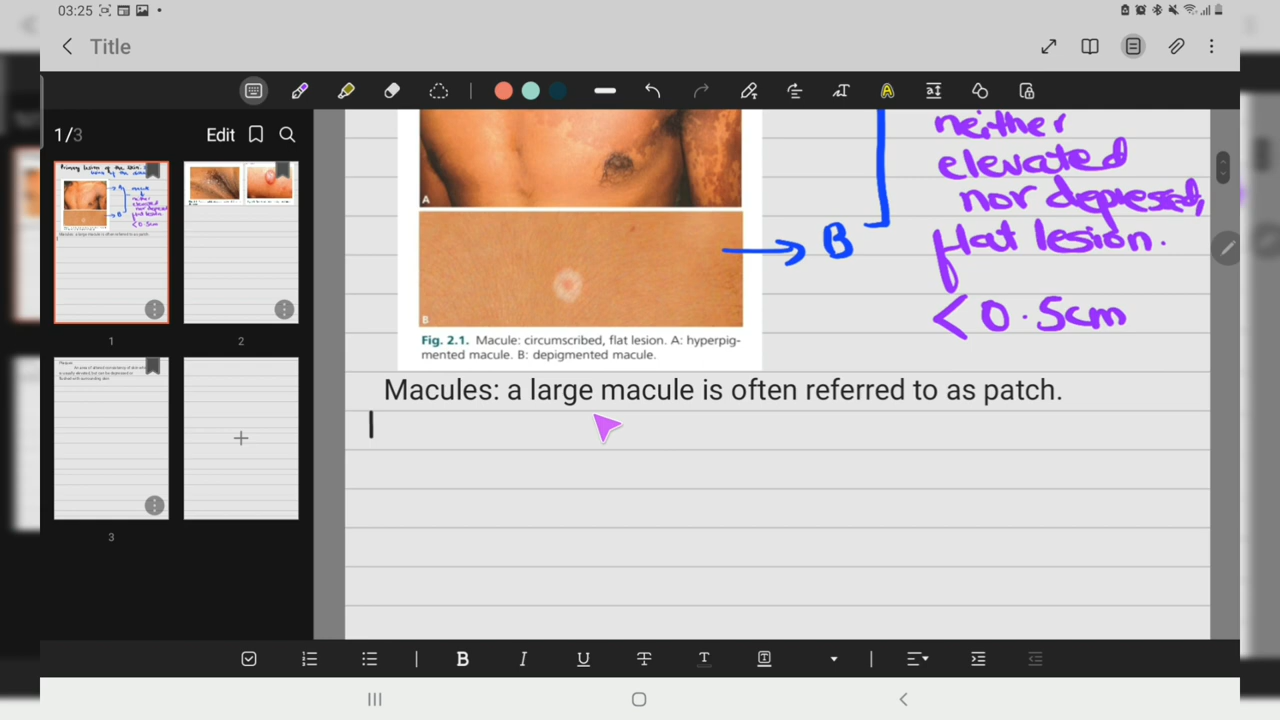 03:25
Title
1/3
Edit
A
B
Fig. 2.1. Macule: circumscribed, flat lesion. A: hyperpig-
mented macule. B: depigmented macule.
B
neither
elevated
nor depressed,
flat lesion.
<0.5cm
Macules: a large macule is often referred to as patch.
1
2
3
B
I
U
T
T
T